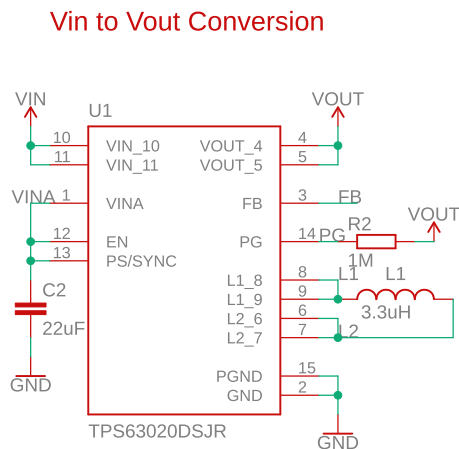 Vin to Vout Conversion
VIN
U1
VOUT
10
VIN_10
VOUT_4
4
11
VIN_11
VOUT_5
5
VINA
1
VINA
FB
3
FB
12
EN
PG
14
PG
R2
1M
VOUT
13
PS/SYNC
L1_8
8
L1
L1
L1_9
9
3.3uH
C2
22uF
L2_6
6
L2_7
7
L2
GND
PGND
15
GND
2
TPS63020DSJR
GND